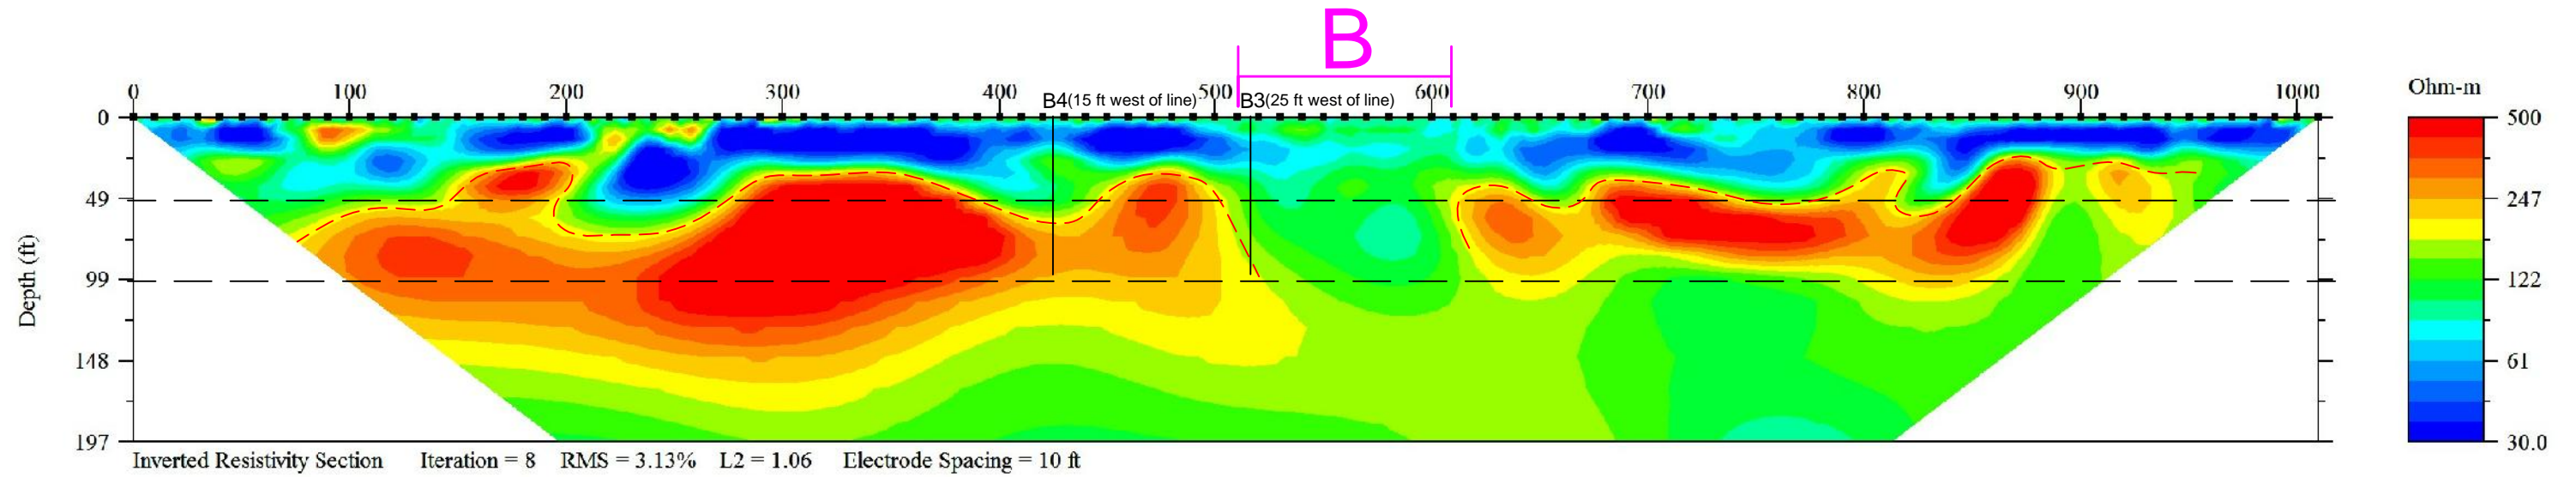 B
0 100 200 300 400 500 600 700 800 900 1000
B4(15 ft west of line)
B3(25 ft west of line)
Ohm-m
500
247
122
61
30.0
Depth (ft)
0
49
99
148
197
Inverted Resistivity Section Iteration = 8 RMS = 3.13% L2 = 1.06 Electrode Spacing = 10 ft